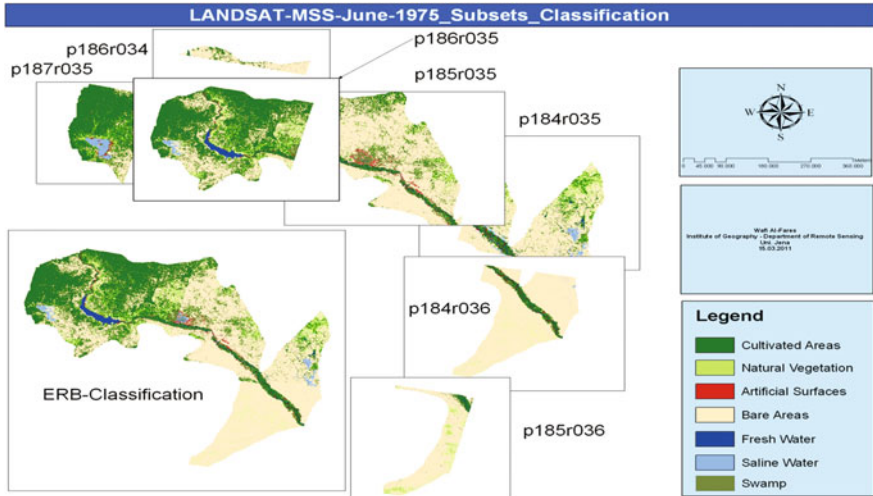 LANDSAT-MSS-June-1975_Subsets_Classification
p186r034
p186r035
p187r035
p185r035
p184r035
N
W
E
S
Wafi Al-Fares
Institute of Geography - Department of Remote Sensing
Uni. Jena
15.03.2011
p184r036
ERB-Classification
p185r036
Legend
Cultivated Areas
Natural Vegetation
Artificial Surfaces
Bare Areas
Fresh Water
Saline Water
Swamp